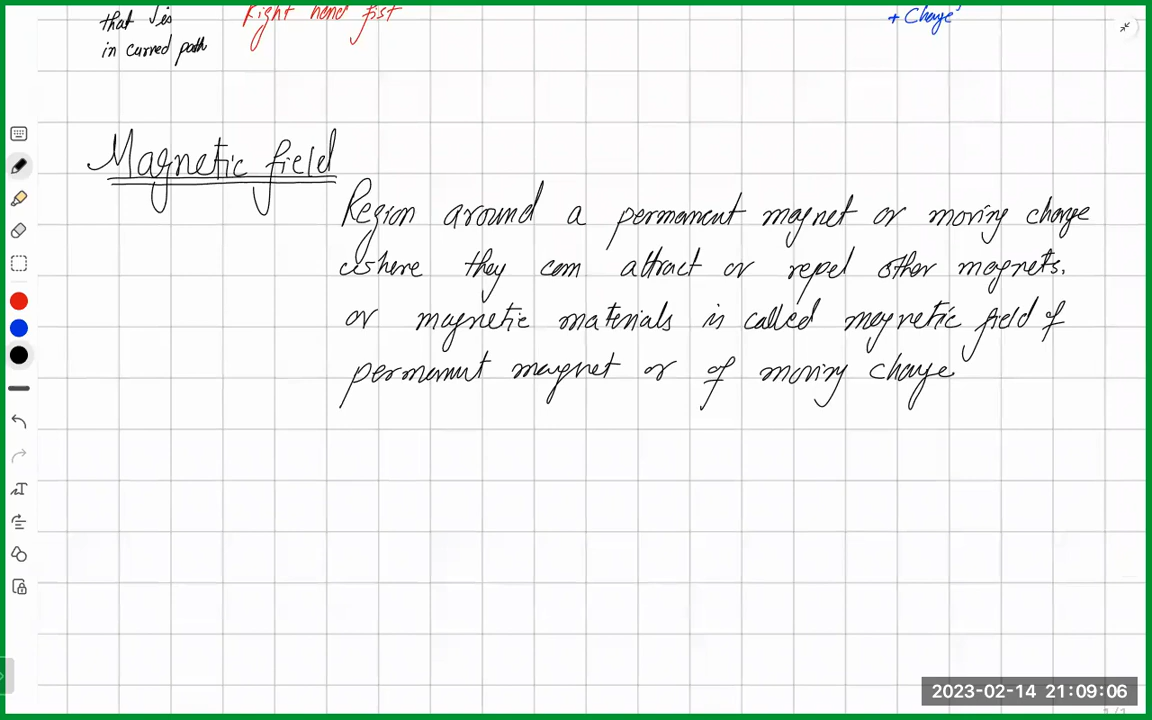 that is
Right hand fist
+ Charge
in curved path
Magnetic field
Region around a permanent magnet or moving charge
where they can attract or repel other magnets.
or magnetic materials is called magnetic field of
permanent magnet or of moving charge
2023-02-14 21:09:06